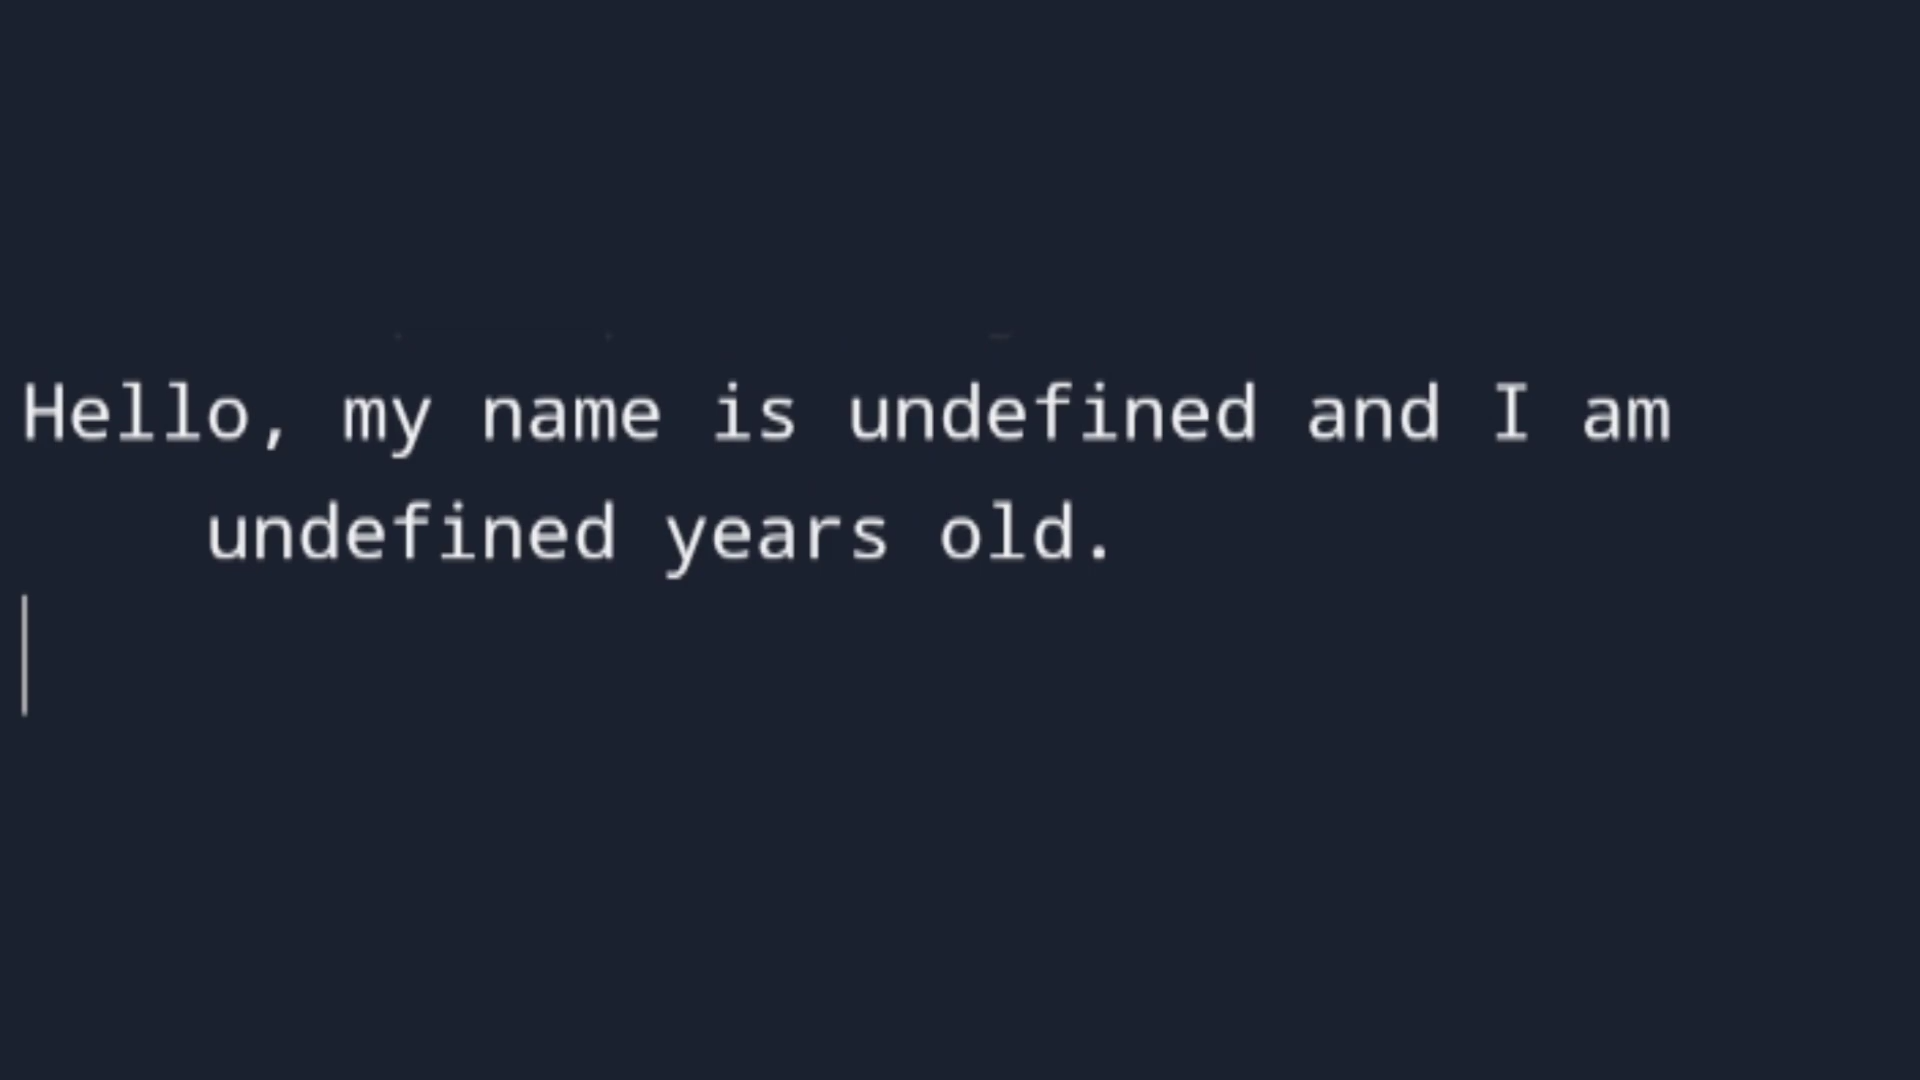 Hello, my name is undefined and I am
undefined years old.